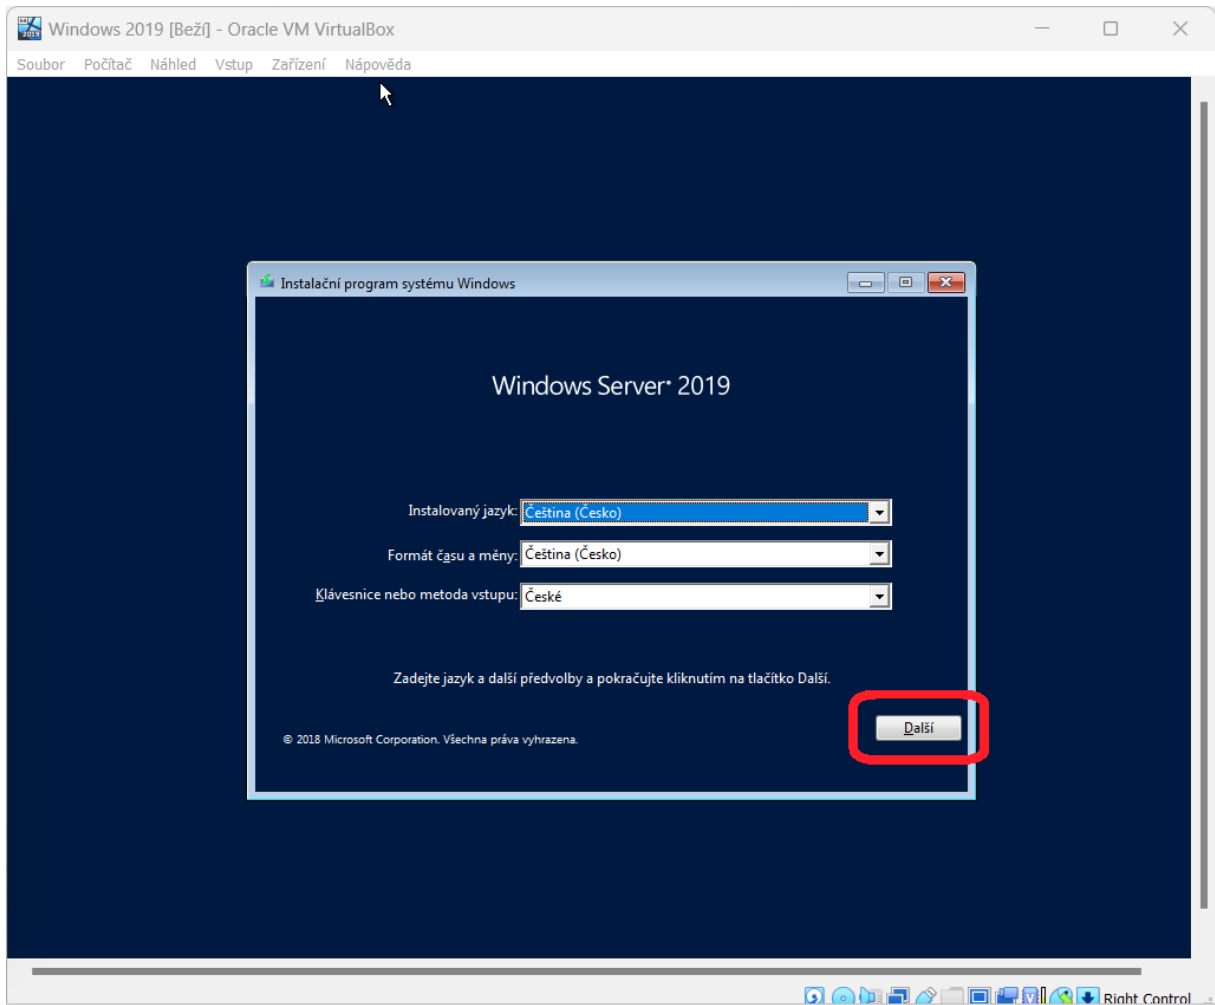 Windows 2019 [Beží] - Oracle VM VirtualBox
Soubor Počítač Náhled Vstup Zařízení Nápověda
Instalační program systému Windows
Windows Server 2019
Instalovaný jazyk: Čeština (Česko)
Formát času a měny: Čeština (Česko)
Klávesnice nebo metoda vstupu: České
Zadejte jazyk a další předvolby a pokračujte kliknutím na tlačítko Další.
Další
© 2018 Microsoft Corporation. Všechna práva vyhrazena.
Right Control